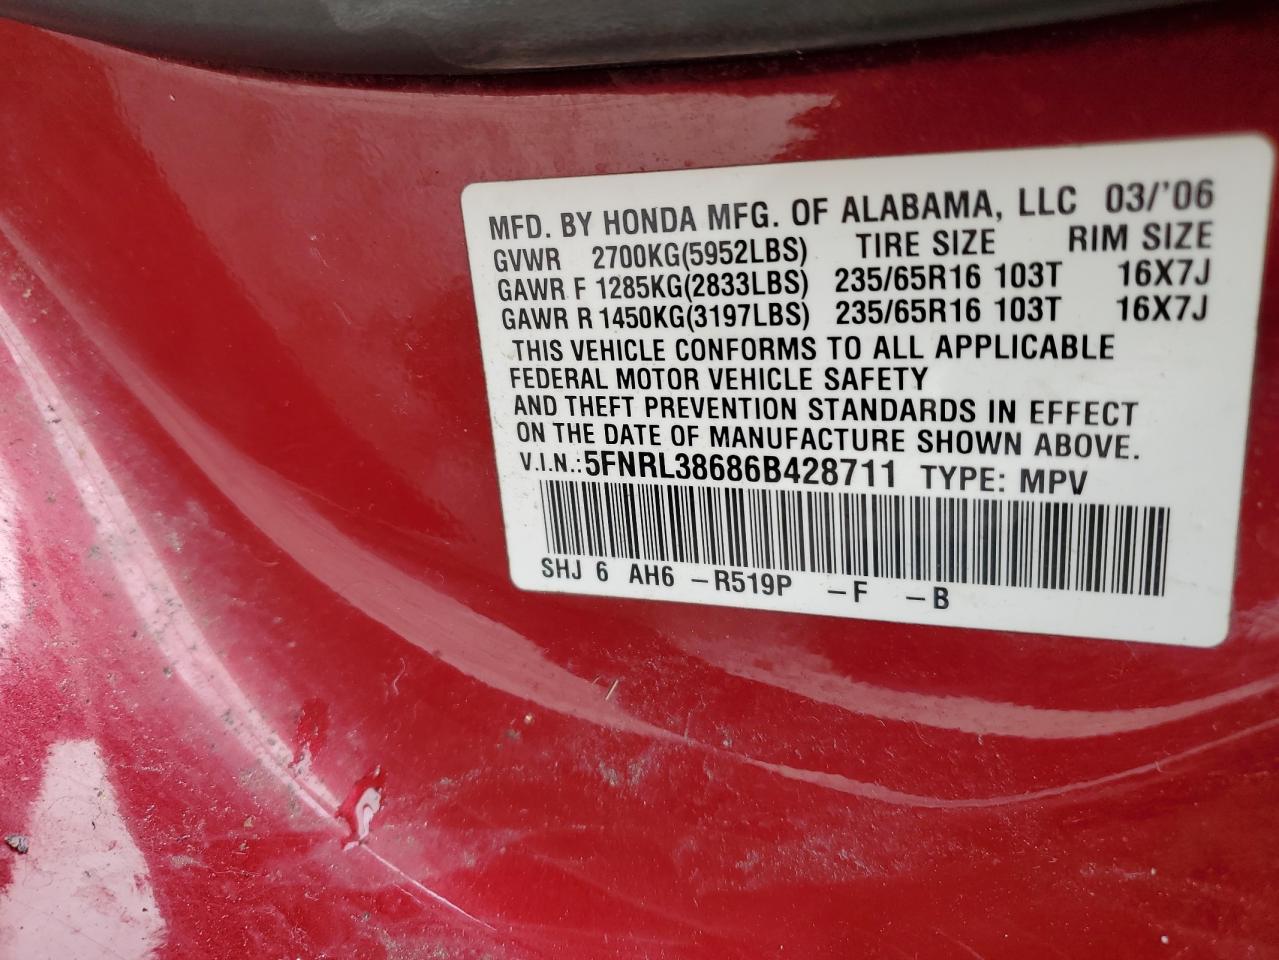 MFD. BY HONDA MFG. OF ALABAMA, LLC 03/'06
GVWR 2700KG(5952LBS) TIRE SIZE RIM SIZE
GAWR F 1285KG(2833LBS) 235/65R16 103T 16X7J
GAWR R 1450KG(3197LBS) 235/65R16 103T 16X7J
THIS VEHICLE CONFORMS TO ALL APPLICABLE
FEDERAL MOTOR VEHICLE SAFETY
AND THEFT PREVENTION STANDARDS IN EFFECT
ON THE DATE OF MANUFACTURE SHOWN ABOVE.
V.I.N.:5FNRL38686B428711 TYPE: MPV
SHJ 6 AH6 -R519P -F -B